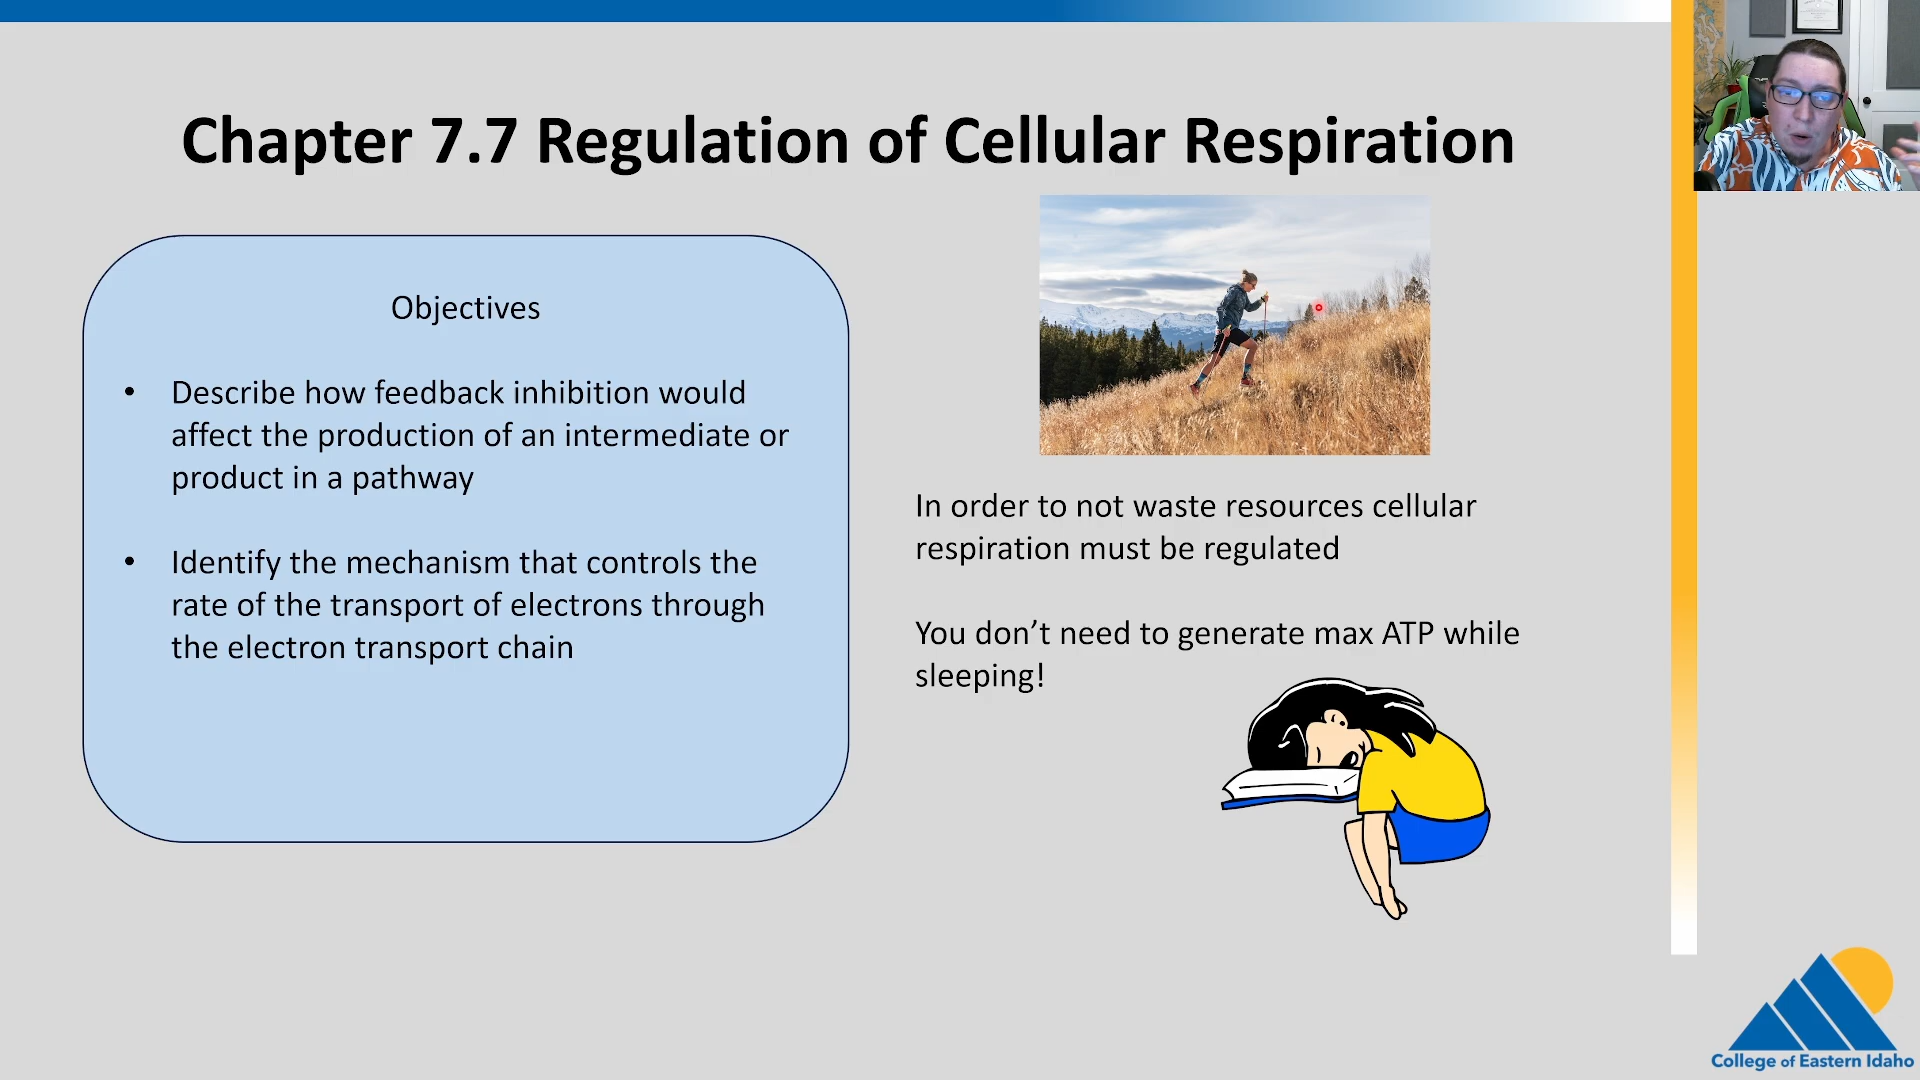 Chapter 7.7 Regulation of Cellular Respiration
Objectives
• Describe how feedback inhibition would
affect the production of an intermediate or
product in a pathway
• Identify the mechanism that controls the
rate of the transport of electrons through
the electron transport chain
In order to not waste resources cellular
respiration must be regulated
You don’t need to generate max ATP while
sleeping!
College of Eastern Idaho